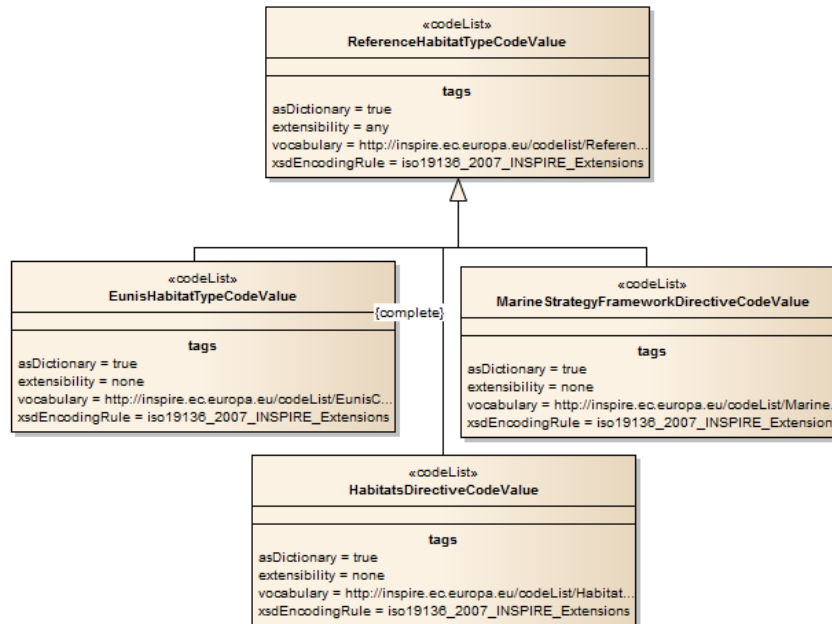 «codeList»
ReferenceHabitatTypeCodeValue
tags
asDictionary = true
extensibility = any
vocabulary = http://inspire.ec.europa.eu/codelist/Referen...
xsdEncodingRule = iso19136_2007_INSPIRE_Extensions
«codeList»
EunisHabitatTypeCodeValue
tags
asDictionary = true
extensibility = none
vocabulary = http://inspire.ec.europa.eu/codeList/EunisC...
xsdEncodingRule = iso19136_2007_INSPIRE_Extensions
{complete}
«codeList»
MarineStrategyFrameworkDirectiveCodeValue
tags
asDictionary = true
extensibility = none
vocabulary = http://inspire.ec.europa.eu/codeList/Marine.
xsdEncodingRule = iso19136_2007_INSPIRE_Extension
«codeList»
HabitatsDirectiveCodeValue
tags
asDictionary = true
extensibility = none
vocabulary = http://inspire.ec.europa.eu/codeList/Habitat...
xsdEncodingRule = iso19136_2007_INSPIRE_Extensions